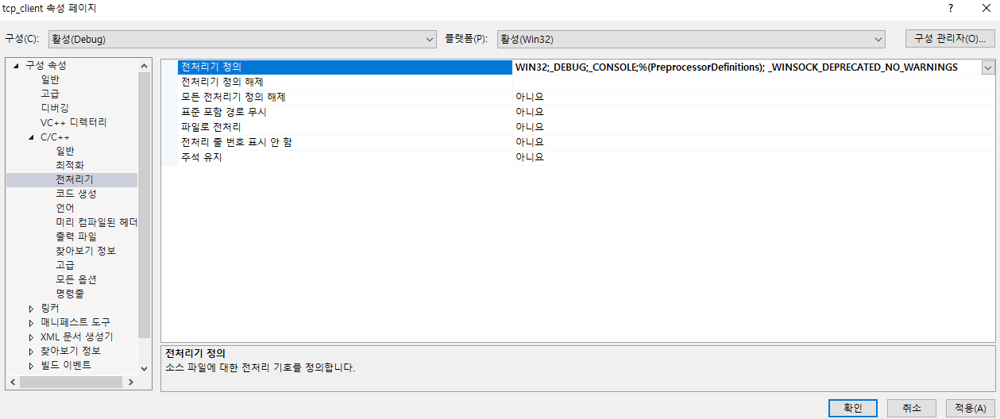 tcp_client 속성 페이지
?
구성(C):
활성(Debug)
플랫폼(P):
활성(Win32)
구성 관리자(O)...
구성 속성
일반
고급
디버깅
VC++ 디렉터리
C/C++
일반
최적화
전처리기
코드 생성
언어
미리 컴파일된 헤더
출력 파일
찾아보기 정보
고급
모든 옵션
명령줄
링커
매니페스트 도구
XML 문서 생성기
찾아보기 정보
빌드 이벤트
전처리기 정의 WIN32;_DEBUG;_CONSOLE;%(PreprocessorDefinitions); _WINSOCK_DEPRECATED_NO_WARNINGS
전처리기 정의 해제
모든 전처리기 정의 해제 아니요
표준 포함 경로 무시 아니요
파일로 전처리 아니요
전처리 줄 번호 표시 안 함 아니요
주석 유지 아니요
전처리기 정의
소스 파일에 대한 전처리 기호를 정의합니다.
확인
취소
적용(A)